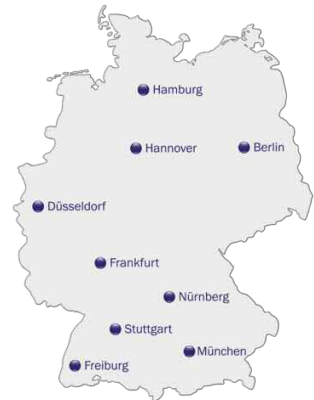 Hamburg
Hannover
Berlin
Düsseldorf
Frankfurt
Nürnberg
Stuttgart
München
Freiburg